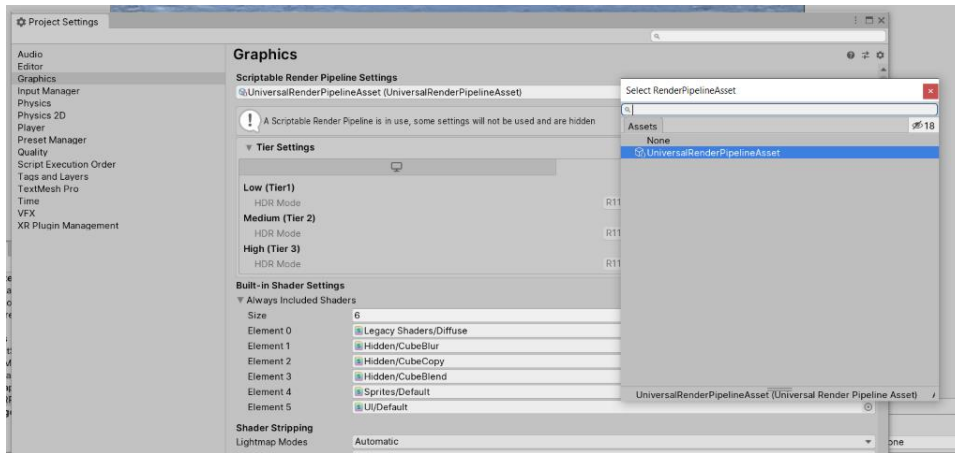 Project Settings
Audio
Editor
Graphics
Input Manager
Physics
Physics 2D
Player
Preset Manager
Quality
Script Execution Order
Tags and Layers
TextMesh Pro
Time
VFX
XR Plugin Management
Graphics
Scriptable Render Pipeline Settings
UniversalRenderPipelineAsset (UniversalRenderPipelineAsset)
A Scriptable Render Pipeline is in use, some settings will not be used and are hidden
Tier Settings
Low (Tier1)
HDR Mode R11
Medium (Tier 2)
HDR Mode R11
High (Tier 3)
HDR Mode R11
Built-in Shader Settings
Always Included Shaders
Size 6
Element 0 Legacy Shaders/Diffuse
Element 1 Hidden/CubeBlur
Element 2 Hidden/CubeCopy
Element 3 Hidden/CubeBlend
Element 4 Sprites/Default
Element 5 UI/Default
Shader Stripping
Lightmap Modes Automatic
Select RenderPipelineAsset
Assets 18
None
UniversalRenderPipelineAsset
UniversalRenderPipelineAsset (Universal Render Pipeline Asset)
one